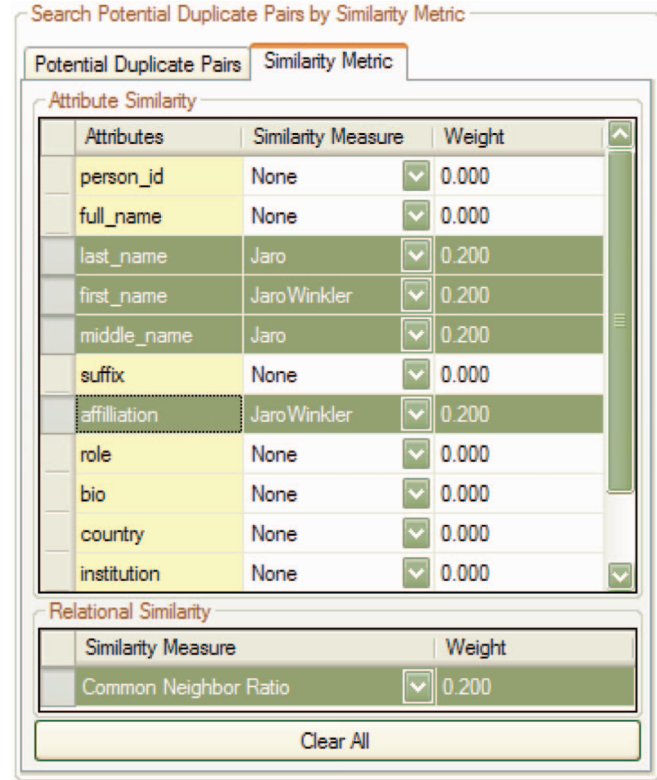 Search Potential Duplicate Pairs by Similarity Metric
Potential Duplicate Pairs Similarity Metric
Attribute Similarity
Attributes Similarity Measure Weight
person_id None 0.000
full_name None 0.000
last_name Jaro 0.200
first_name JaroWinkler 0.200
middle_name Jaro 0.200
suffix None 0.000
affilliation JaroWinkler 0.200
role None 0.000
bio None 0.000
country None 0.000
institution None 0.000
Relational Similarity
Similarity Measure Weight
Common Neighbor Ratio 0.200
Clear All